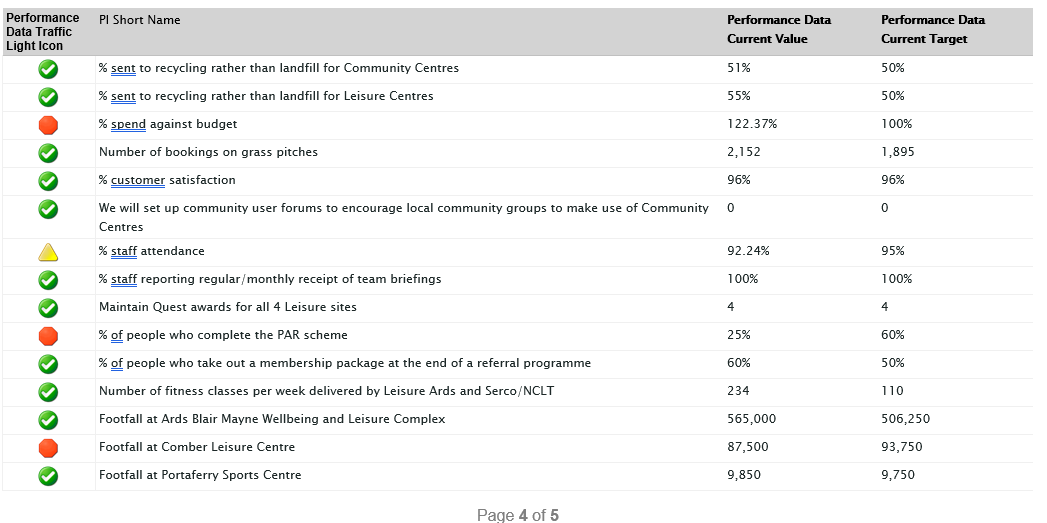 Performance Data Traffic Light Icon PI Short Name Performance Data Current Value Performance Data Current Target
% sent to recycling rather than landfill for Community Centres 51% 50%
% sent to recycling rather than landfill for Leisure Centres 55% 50%
% spend against budget 122.37% 100%
Number of bookings on grass pitches 2,152 1,895
% customer satisfaction 96% 96%
We will set up community user forums to encourage local community groups to make use of Community 0 0
Centres
% staff attendance 92.24% 95%
% staff reporting regular/monthly receipt of team briefings 100% 100%
Maintain Quest awards for all 4 Leisure sites 4 4
% of people who complete the PAR scheme 25% 60%
% of people who take out a membership package at the end of a referral programme 60% 50%
Number of fitness classes per week delivered by Leisure Ards and Serco/NCLT 234 110
Footfall at Ards Blair Mayne Wellbeing and Leisure Complex 565,000 506,250
Footfall at Comber Leisure Centre 87,500 93,750
Footfall at Portaferry Sports Centre 9,850 9,750
Page 4 of 5